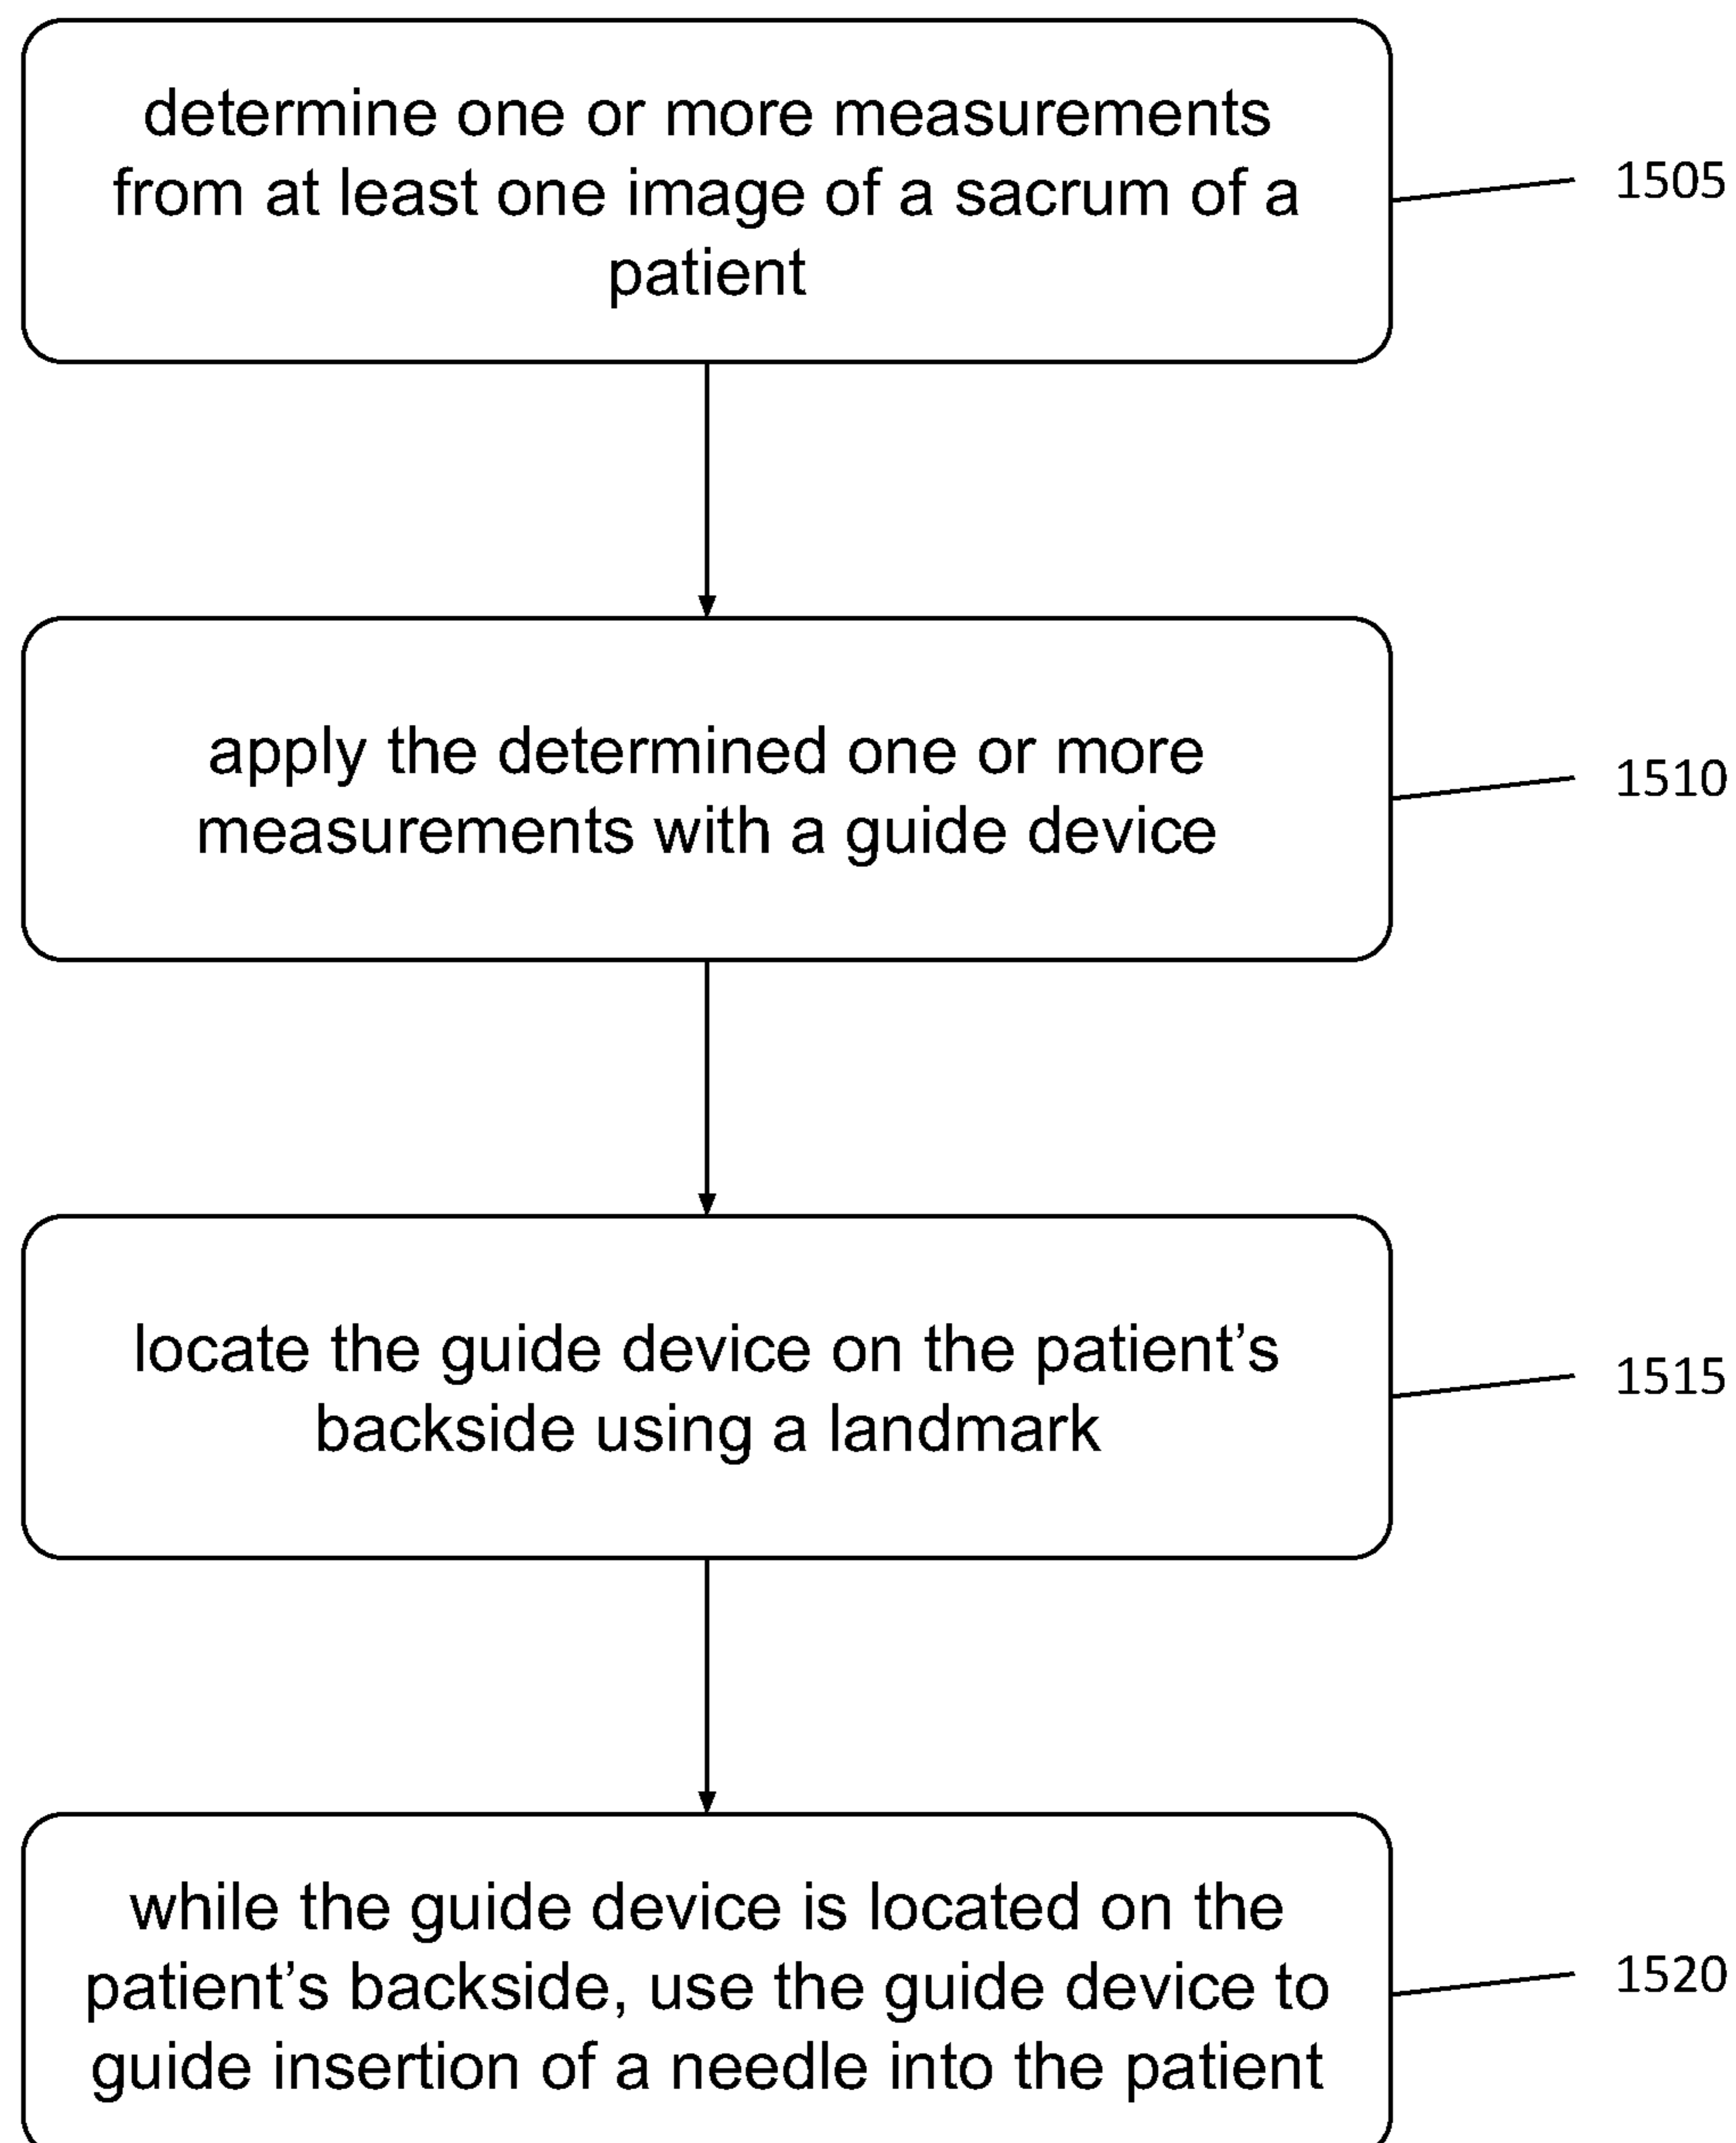 determine one or more measurements
from at least one image of a sacrum of a
patient
1505
apply the determined one or more
measurements with a guide device
1510
locate the guide device on the patient’s
backside using a landmark
1515
while the guide device is located on the
patient’s backside, use the guide device to
guide insertion of a needle into the patient
1520